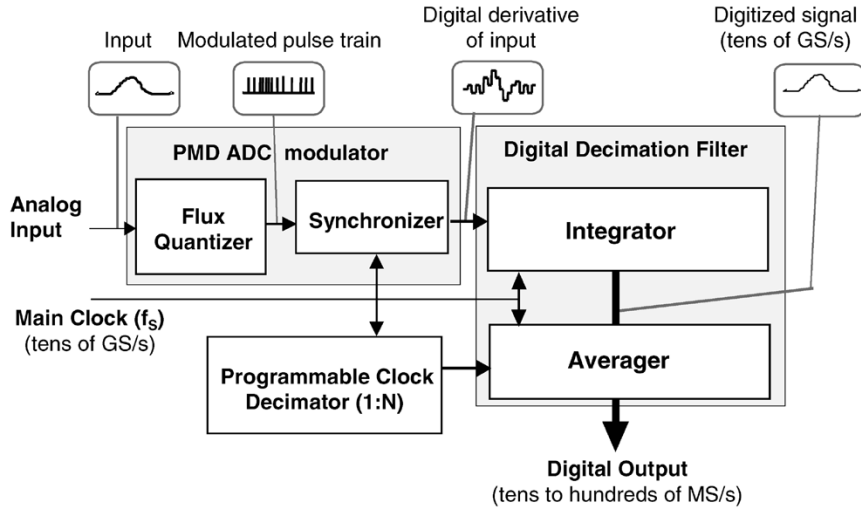 Input
Modulated pulse train
Digital derivative
of input
Digitized signal
(tens of GS/s)
PMD ADC modulator
Digital Decimation Filter
Analog
Input
Flux
Quantizer
Synchronizer
Integrator
Main Clock (fS)
(tens of GS/s)
Programmable Clock
Decimator (1:N)
Averager
Digital Output
(tens to hundreds of MS/s)